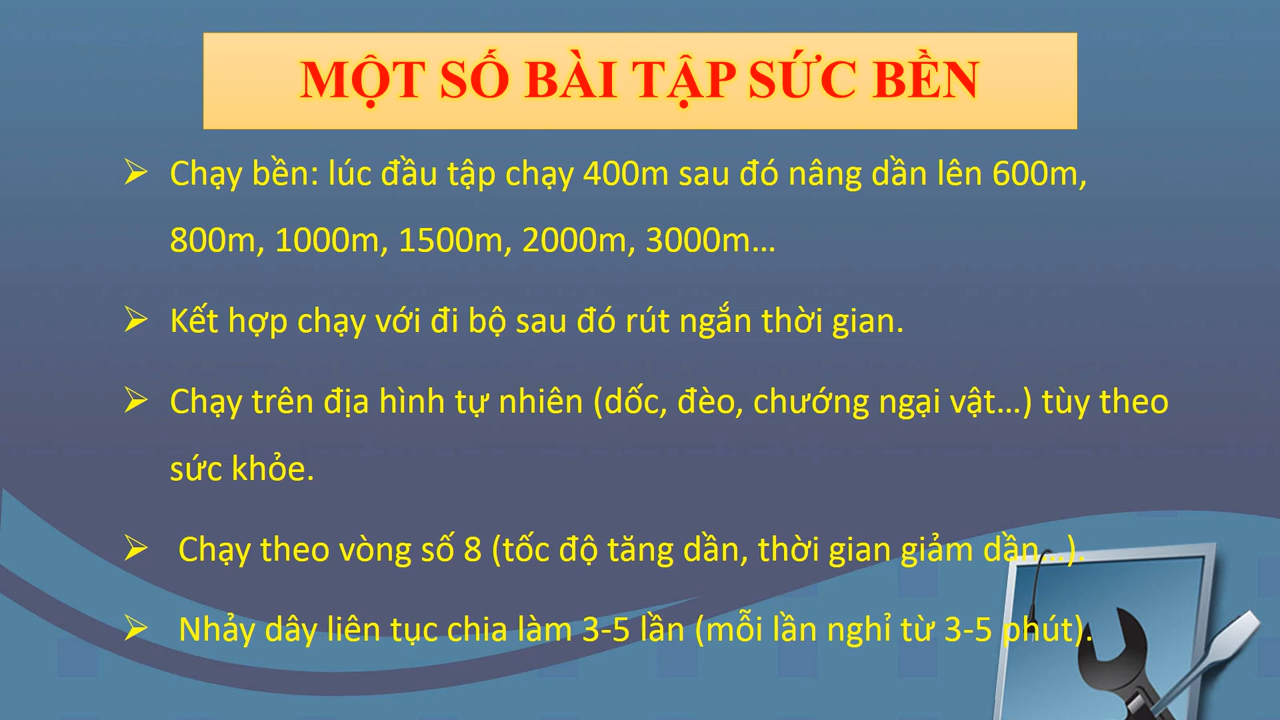 MỘT SỐ BÀI TẬP SỨC BỀN
➢ Chạy bền: lúc đầu tập chạy 400m sau đó nâng dần lên 600m,
800m, 1000m, 1500m, 2000m, 3000m...
➢ Kết hợp chạy với đi bộ sau đó rút ngắn thời gian.
➢ Chạy trên địa hình tự nhiên (dốc, đèo, chướng ngại vật...) tùy theo
sức khỏe.
➢ Chạy theo vòng số 8 (tốc độ tăng dần, thời gian giảm dần...).
➢ Nhảy dây liên tục chia làm 3-5 lần (mỗi lần nghỉ từ 3-5 phút).